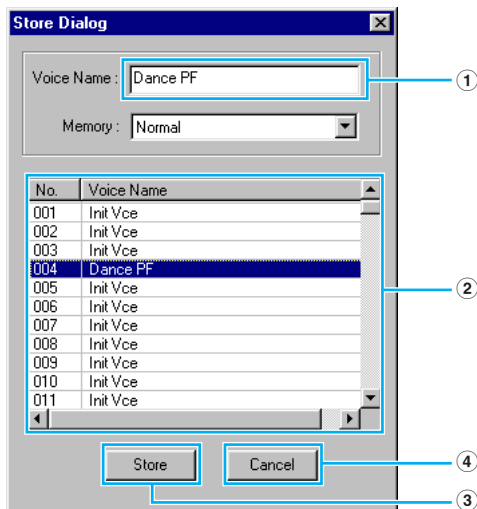 Store Dialog
Voice Name : Dance PF ①
Memory : Normal
No. Voice Name
001 Init Vce
002 Init Vce
003 Init Vce
004 Dance PF
005 Init Vce ②
006 Init Vce
007 Init Vce
008 Init Vce
009 Init Vce
010 Init Vce
011 Init Vce
Store Cancel ④
③